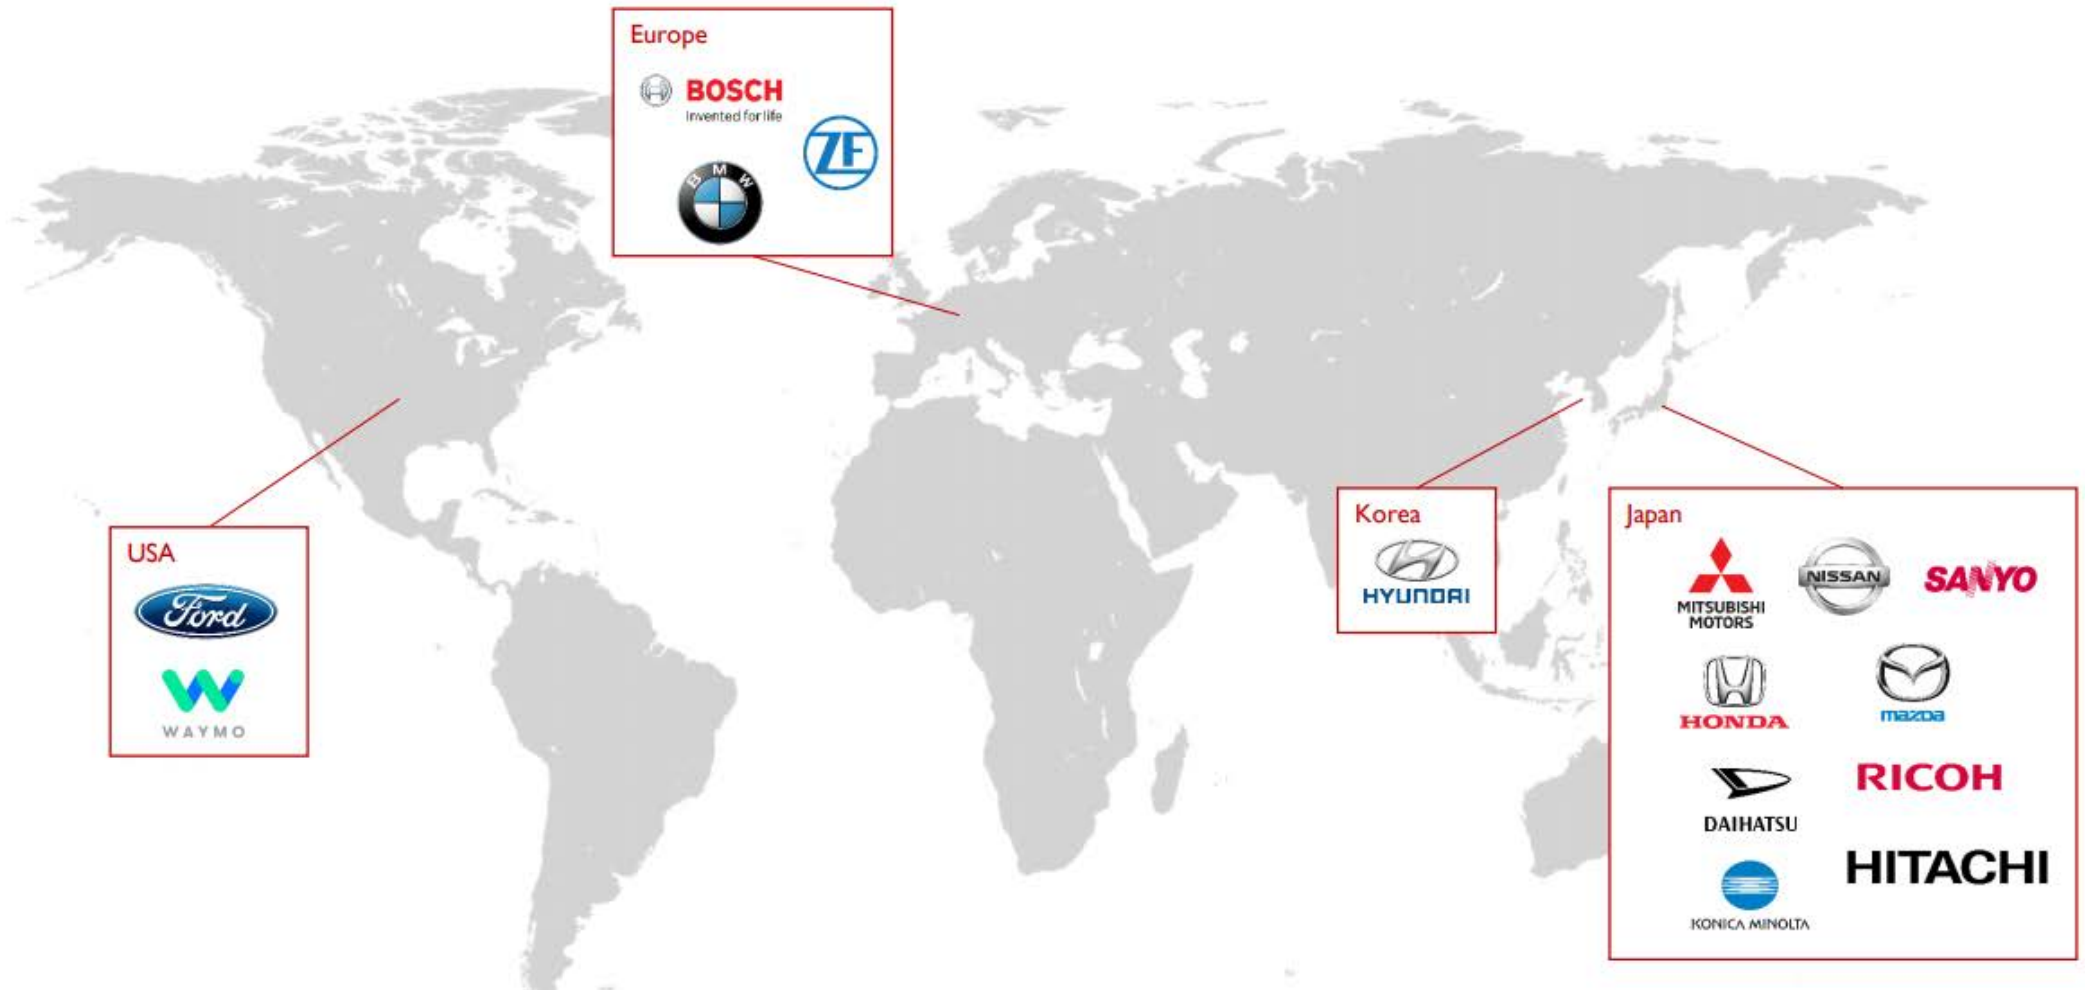 Europe
BOSCH
Invented for life
ZF
BMW
USA
Ford
WAYMO
Korea
HYUNDAI
Japan
MITSUBISHI
MOTORS
NISSAN
SANYO
HONDA
mazda
DAIHATSU
RICOH
KONICA MINOLTA
HITACHI